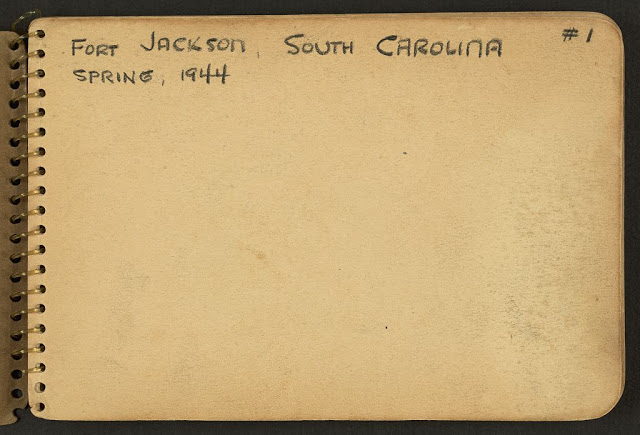 FORT JACKSON, SOUTH CAROLINA #1
SPRING, 1944